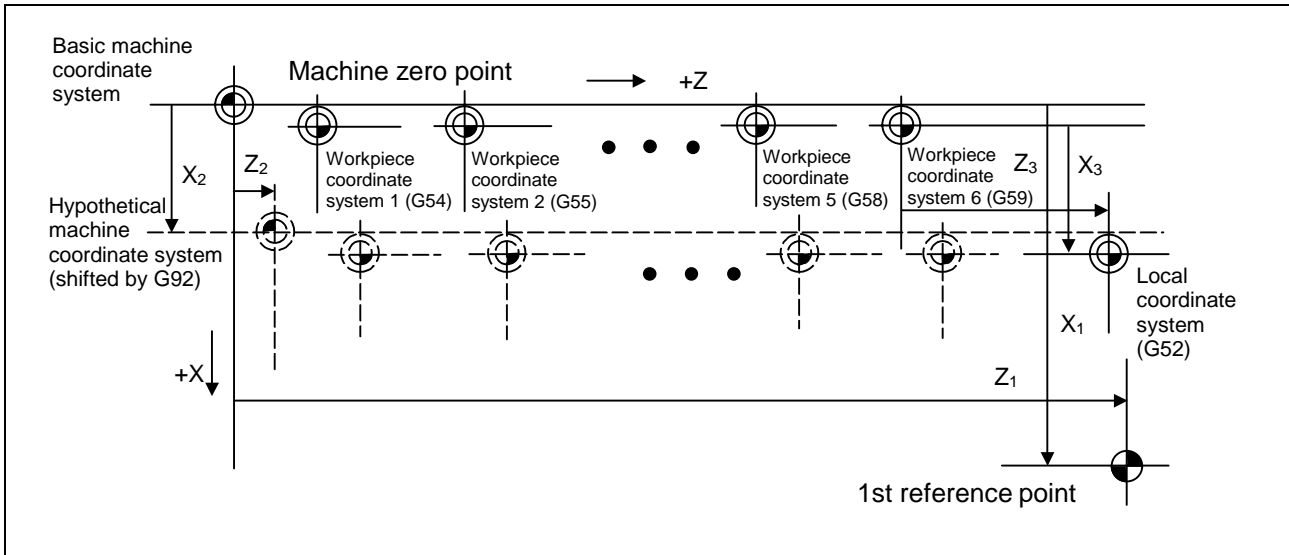 Basic machine
coordinate
system
Machine zero point
+Z
X2
Z2
Workpiece
coordinate
system 1 (G54)
Workpiece
coordinate
system 2 (G55)
Workpiece
coordinate
system 5 (G58)
Workpiece
coordinate
system 6 (G59)
Z3
X3
Hypothetical
machine
coordinate system
(shifted by G92)
Local
coordinate
system
(G52)
X1
+X
Z1
1st reference point